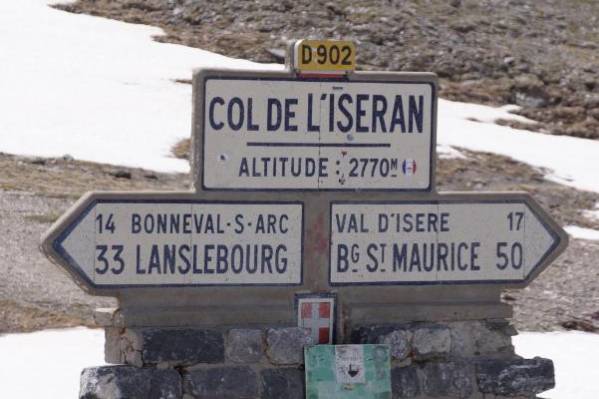 D902
COL DE L'ISERAN
ALTITUDE : 2770M
14 BONNEVAL-S-ARC
33 LANSLEBOURG
VAL D'ISERE 17
BG ST MAURICE 50